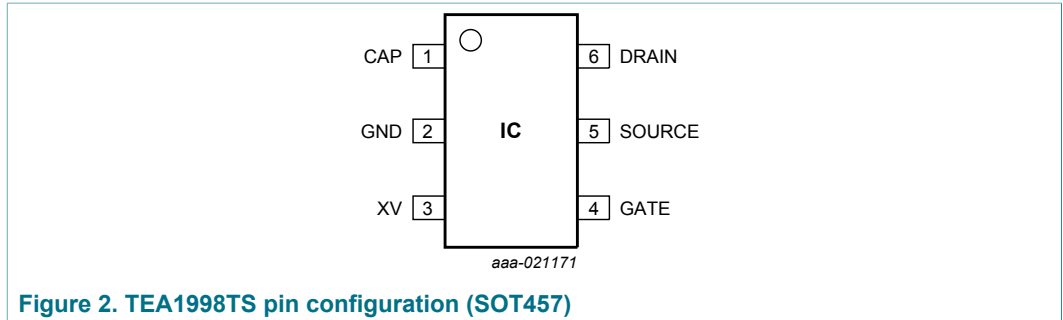 CAP 1 6 DRAIN
GND 2 IC 5 SOURCE
XV 3 4 GATE
aaa-021171
Figure 2. TEA1998TS pin configuration (SOT457)